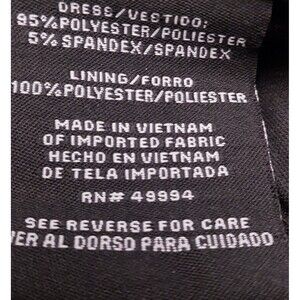 DRESS/VESTIDO:
95%POLYESTER/POLIESTER
5% SPANDEX/SPANDEX
LINING/FORRO
100%POLYESTER/POLIESTER
MADE IN VIETNAM
OF IMPORTED FABRIC
HECHO EN VIETNAM
DE TELA IMPORTADA
RN# 49994
SEE REVERSE FOR CARE
VER AL DORSO PARA CUIDADO